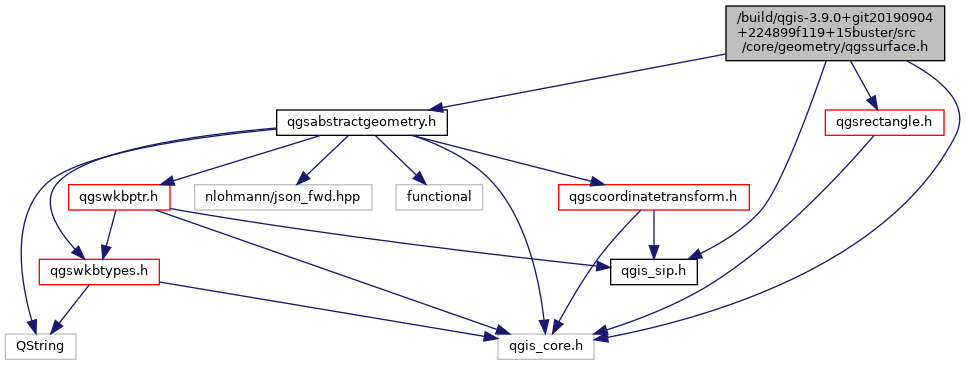 /build/qgis-3.9.0+git20190904
+224899f119+15buster/src
/core/geometry/qgssurface.h
qgsabstractgeometry.h
qgsrectangle.h
qgswkbptr.h
nlohmann/json_fwd.hpp
functional
qgscoordinatetransform.h
qgswkbtypes.h
qgis_sip.h
QString
qgis_core.h